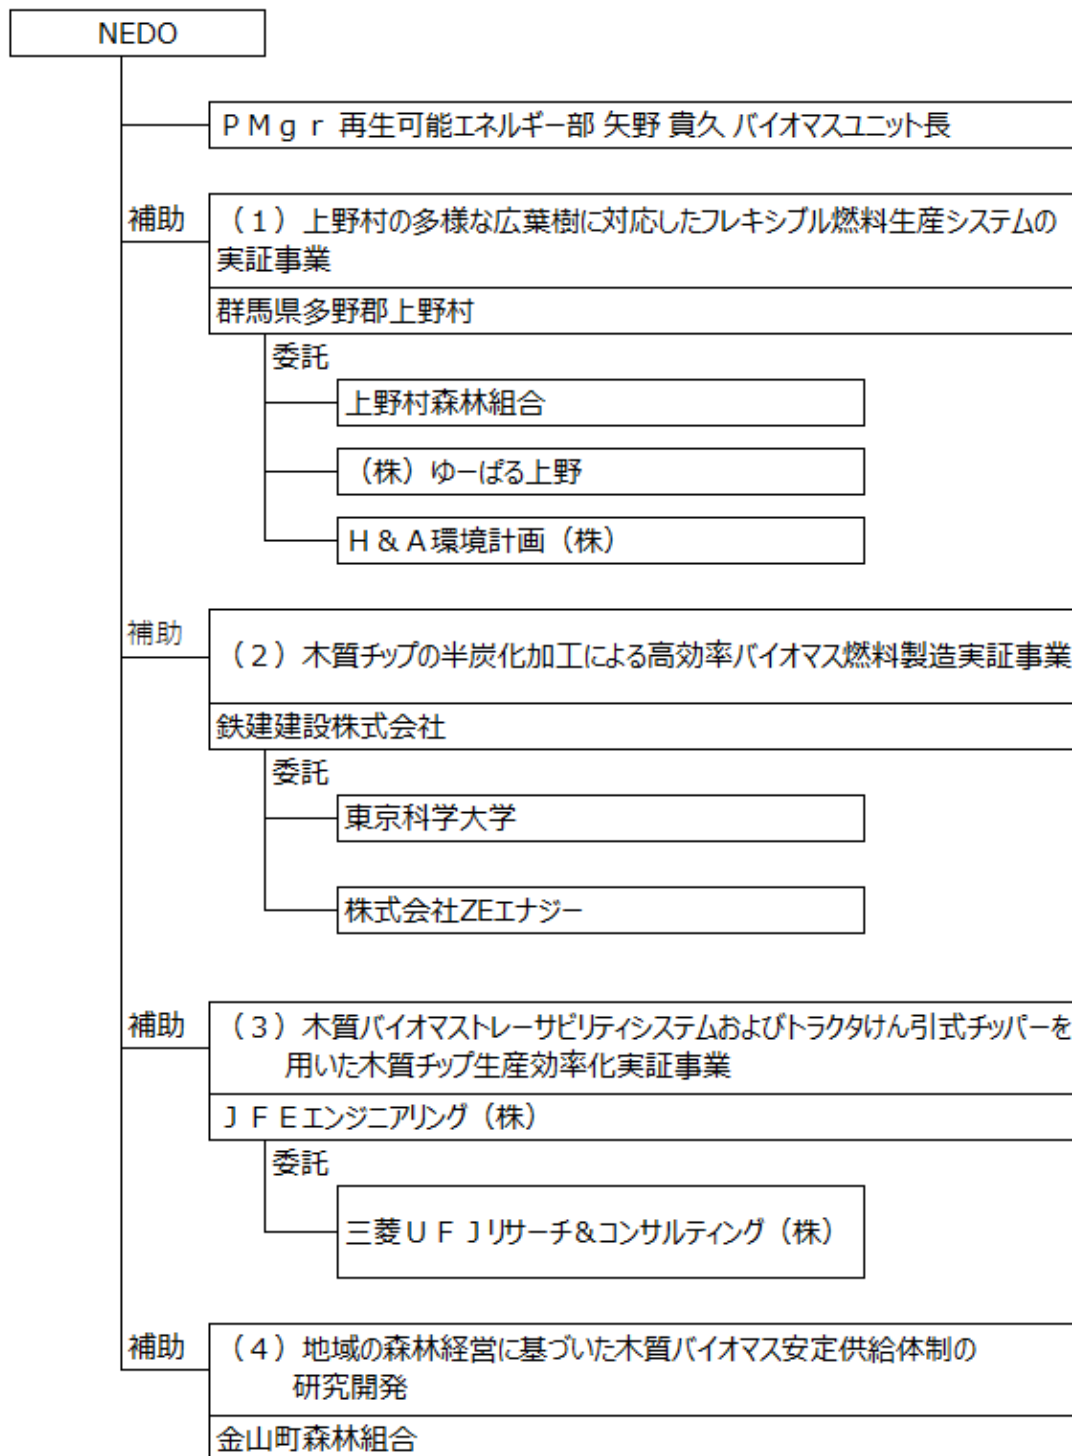 NEDO
ＰＭｇｒ 再生可能エネルギー部 矢野 貴久 バイオマスユニット長
補助
（１）上野村の多様な広葉樹に対応したフレキシブル燃料生産システムの
実証事業
群馬県多野郡上野村
委託
上野村森林組合
（株）ゆーぱる上野
Ｈ＆Ａ環境計画（株）
補助
（２）木質チップの半炭化加工による高効率バイオマス燃料製造実証事業
鉄建建設株式会社
委託
東京科学大学
株式会社ZEエナジー
補助
（３）木質バイオマストレーサビリティシステムおよびトラクタけん引式チッパーを
用いた木質チップ生産効率化実証事業
ＪＦＥエンジニアリング（株）
委託
三菱ＵＦＪリサーチ&コンサルティング（株）
補助
（４）地域の森林経営に基づいた木質バイオマス安定供給体制の
研究開発
金山町森林組合